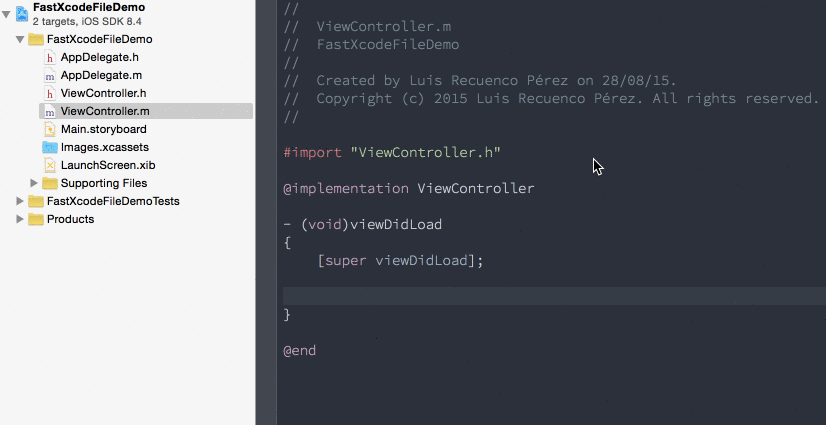 FastXcodeFileDemo
2 targets, iOS SDK 8.4
FastXcodeFileDemo
h AppDelegate.h
m AppDelegate.m
h ViewController.h
m ViewController.m
Main.storyboard
Images.xcassets
LaunchScreen.xib
Supporting Files
FastXcodeFileDemoTests
Products
//
//  ViewController.m
//  FastXcodeFileDemo
//
//  Created by Luis Recuenco Pérez on 28/08/15.
//  Copyright (c) 2015 Luis Recuenco Pérez. All rights reserved.
//
#import "ViewController.h"
@implementation ViewController
- (void)viewDidLoad
{
    [super viewDidLoad];
}
@end